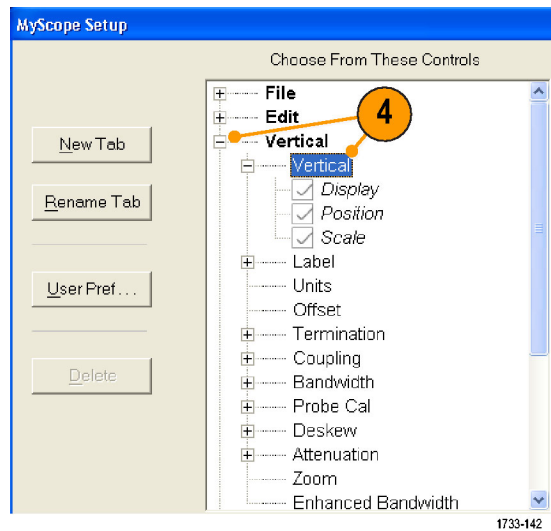 MyScope Setup
Choose From These Controls
File
Edit
4
Vertical
Vertical
Display
Position
Scale
Label
Units
Offset
Termination
Coupling
Bandwidth
Probe Cal
Deskew
Attenuation
Zoom
Enhanced Bandwidth
New Tab
Rename Tab
User Pref...
Delete
1733-142